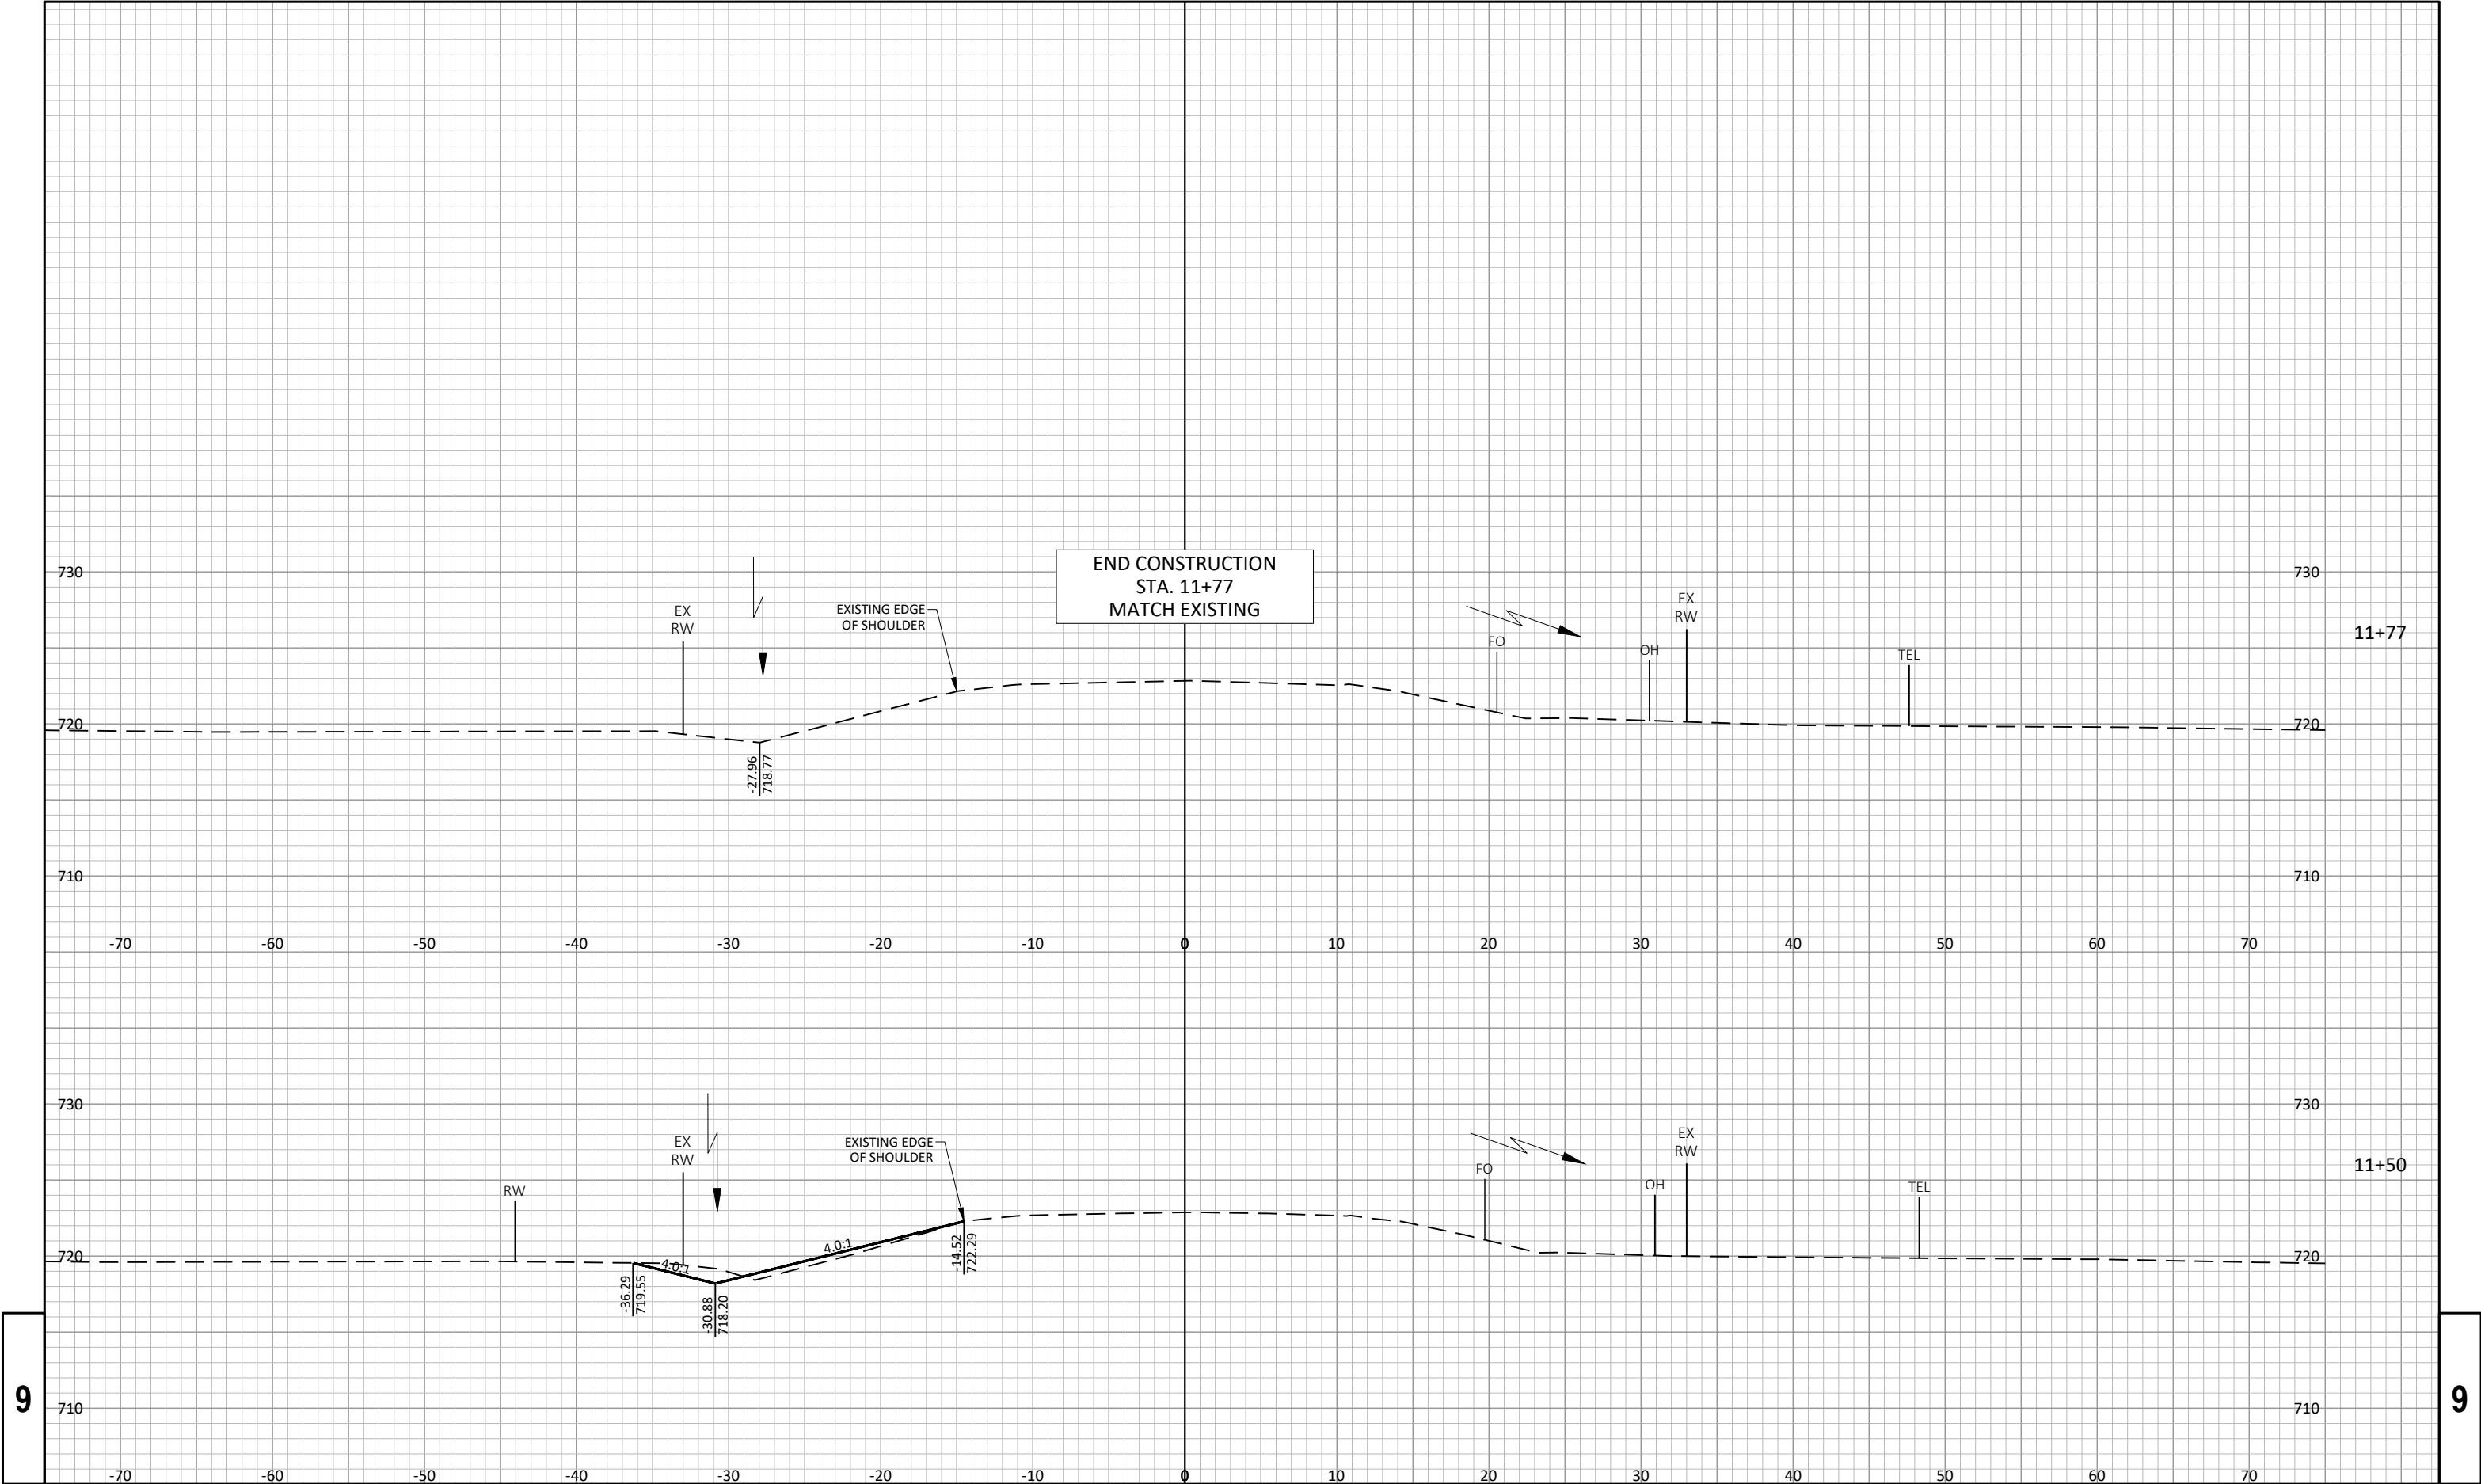 END CONSTRUCTION
STA. 11+77
MATCH EXISTING
730
730
EX
RW
EXISTING EDGE
OF SHOULDER
EX
RW
FO
OH
TEL
11+77
720
720
-27.96
718.77
710
710
-70 -60 -50 -40 -30 -20 -10 0 10 20 30 40 50 60 70
730
730
EX
RW
RW
EXISTING EDGE
OF SHOULDER
EX
RW
FO
OH
TEL
11+50
720
720
4.0:1
4.0:1
-36.29
719.55
-30.88
718.20
-14.52
722.29
9
9
710
710
-70 -60 -50 -40 -30 -20 -10 0 10 20 30 40 50 60 70